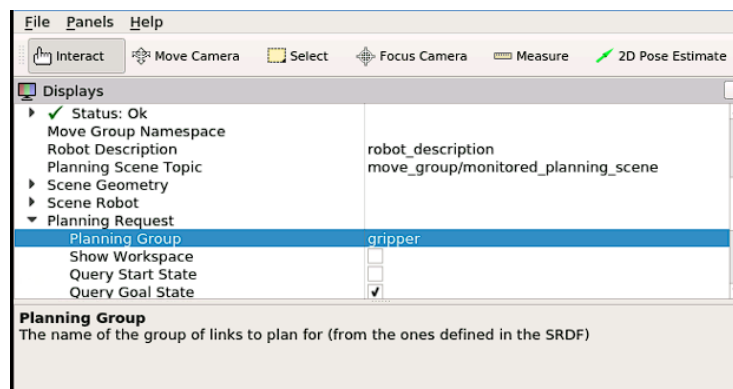 File Panels Help
Interact Move Camera Select Focus Camera Measure 2D Pose Estimate
Displays
Status: Ok
Move Group Namespace
Robot Description robot_description
Planning Scene Topic move_group/monitored_planning_scene
Scene Geometry
Scene Robot
Planning Request
Planning Group gripper
Show Workspace
Query Start State
Query Goal State
Planning Group
The name of the group of links to plan for (from the ones defined in the SRDF)